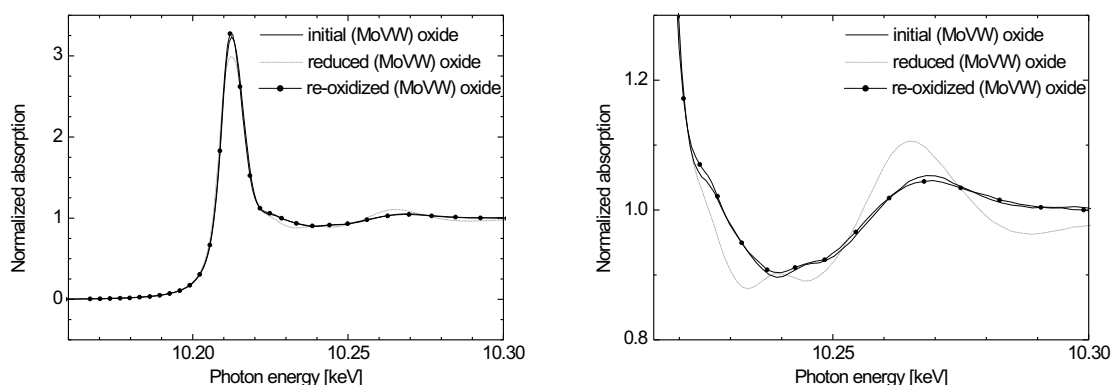 initial (MoVW) oxide
reduced (MoVW) oxide
re-oxidized (MoVW) oxide
3
2
1
0
Normalized absorption
10.20
10.25
10.30
Photon energy [keV]
initial (MoVW) oxide
reduced (MoVW) oxide
re-oxidized (MoVW) oxide
1.2
1.0
0.8
Normalized absorption
10.25
10.30
Photon energy [keV]